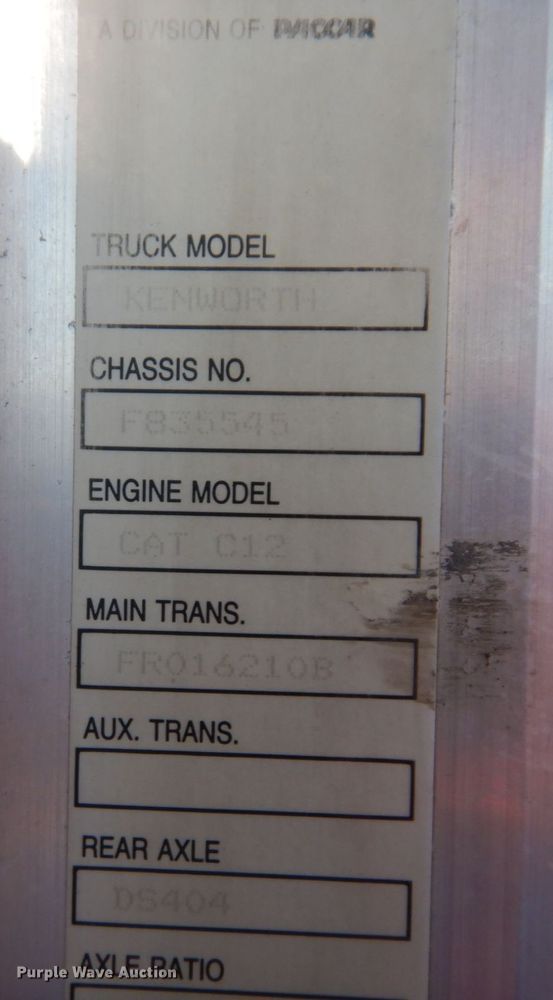 A DIVISION OF PACCAR
TRUCK MODEL
KENWORTH
CHASSIS NO.
F835545
ENGINE MODEL
CAT C12
MAIN TRANS.
FRO16210B
AUX. TRANS.
REAR AXLE
DS404
AXLE RATIO
Purple Wave Auction